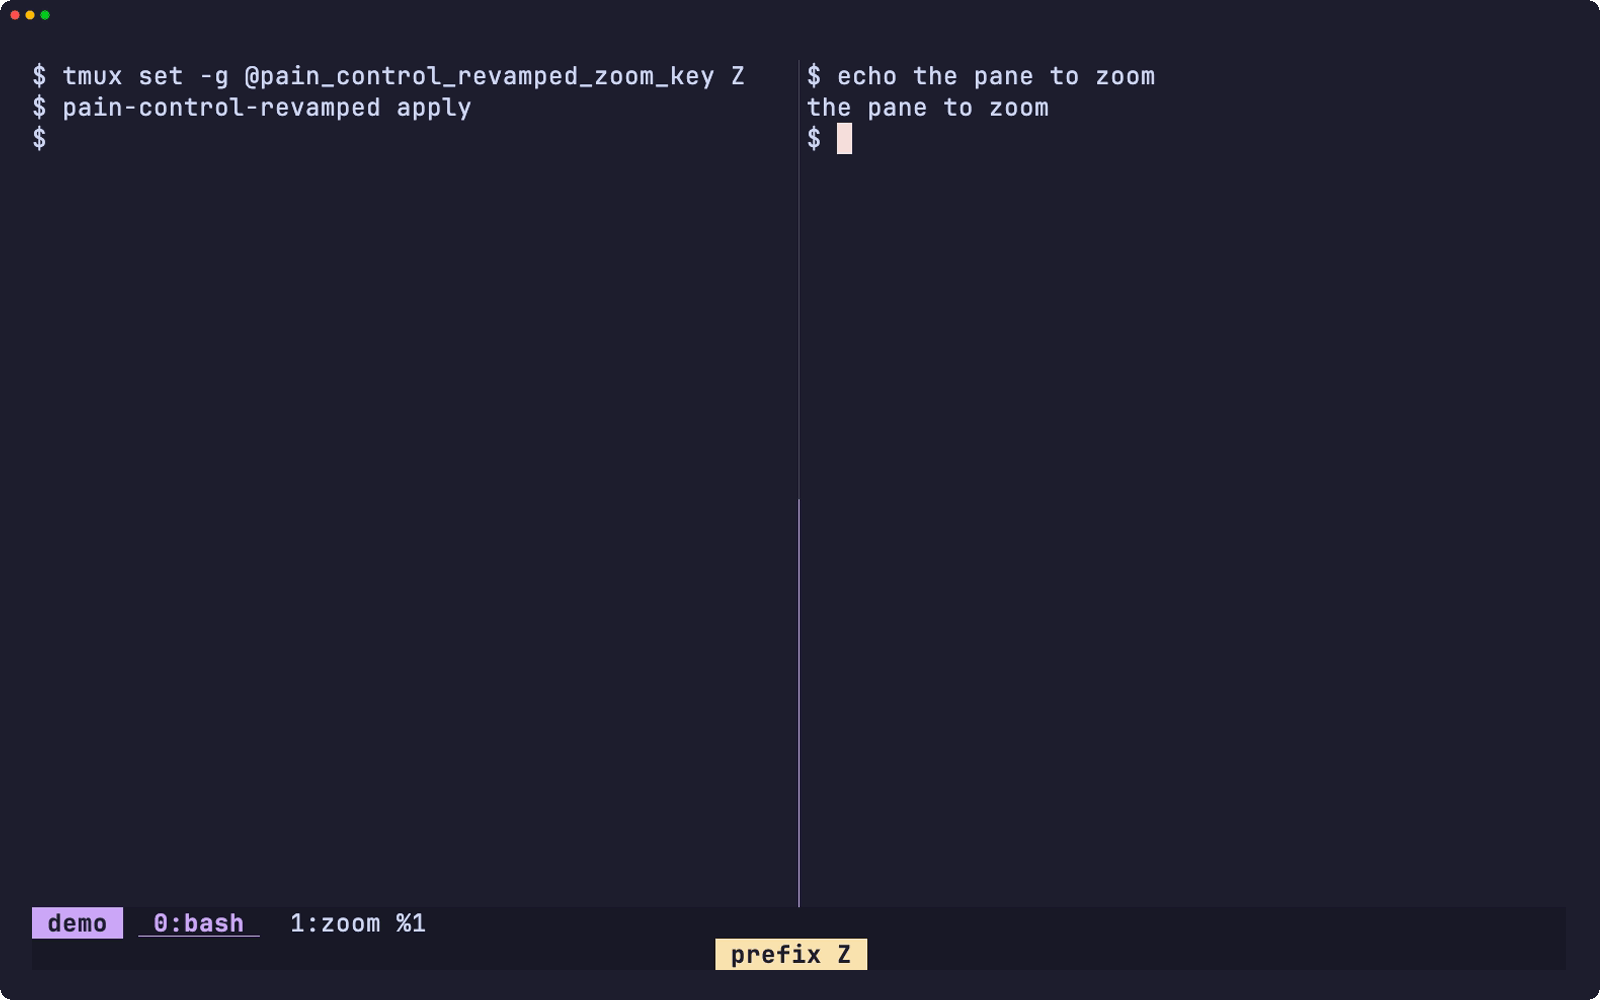 $ tmux set -g @pain_control_revamped_zoom_key Z
$ pain-control-revamped apply
$
$ echo the pane to zoom
the pane to zoom
$
demo 0:bash 1:zoom %1
prefix Z